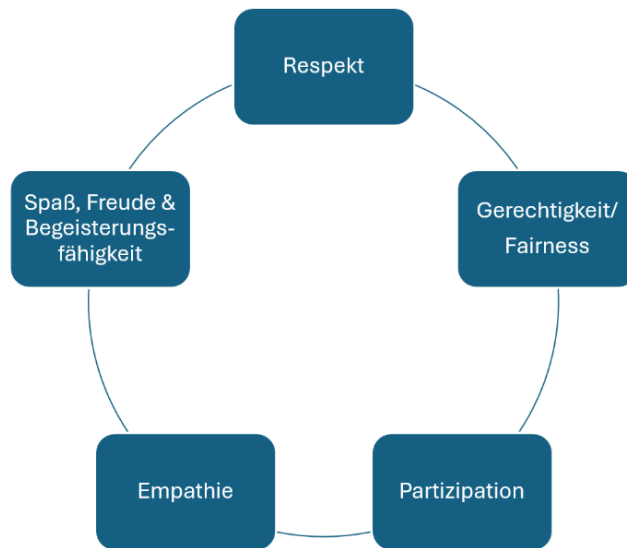 Respekt
Gerechtigkeit/
Fairness
Partizipation
Empathie
Spaß, Freude &
Begeisterungs-
fähigkeit